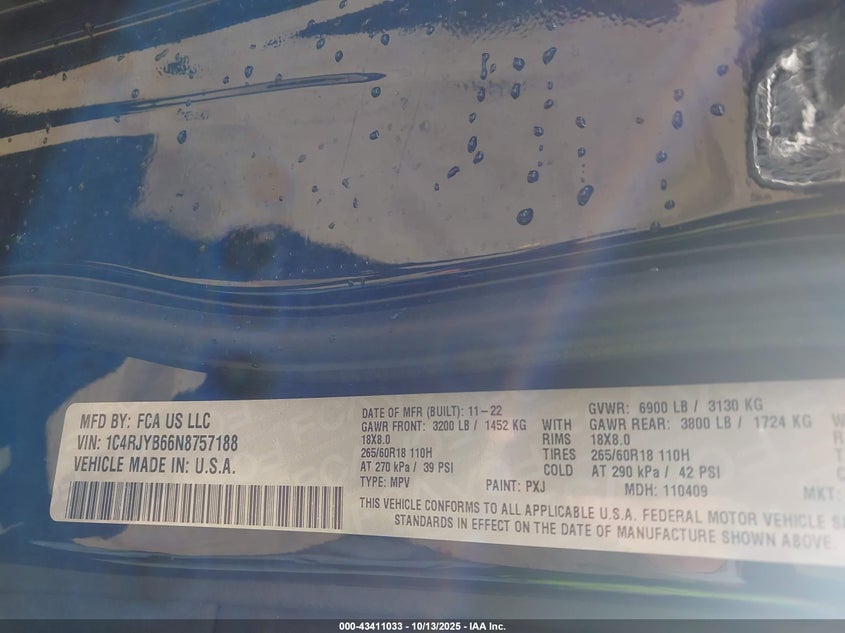 MFD BY: FCA US LLC
VIN: 1C4RJYB66N8757188
VEHICLE MADE IN: U.S.A.
DATE OF MFR (BUILT): 11-22
GVWR: 6900 LB / 3130 KG
GAWR FRONT: 3200 LB / 1452 KG WITH GAWR REAR: 3800 LB / 1724 KG
18X8.0 TIRES 18X8.0
265/60R18 110H 265/60R18 110H
AT 270 kPa / 39 PSI COLD AT 290 kPa / 42 PSI
TYPE: MPV PAINT: PXJ MDH: 110409 MKT:
THIS VEHICLE CONFORMS TO ALL APPLICABLE U.S.A. FEDERAL MOTOR VEHICLE
STANDARDS IN EFFECT ON THE DATE OF MANUFACTURE SHOWN ABOVE.
000-43411033 - 10/13/2025 - IAA Inc.